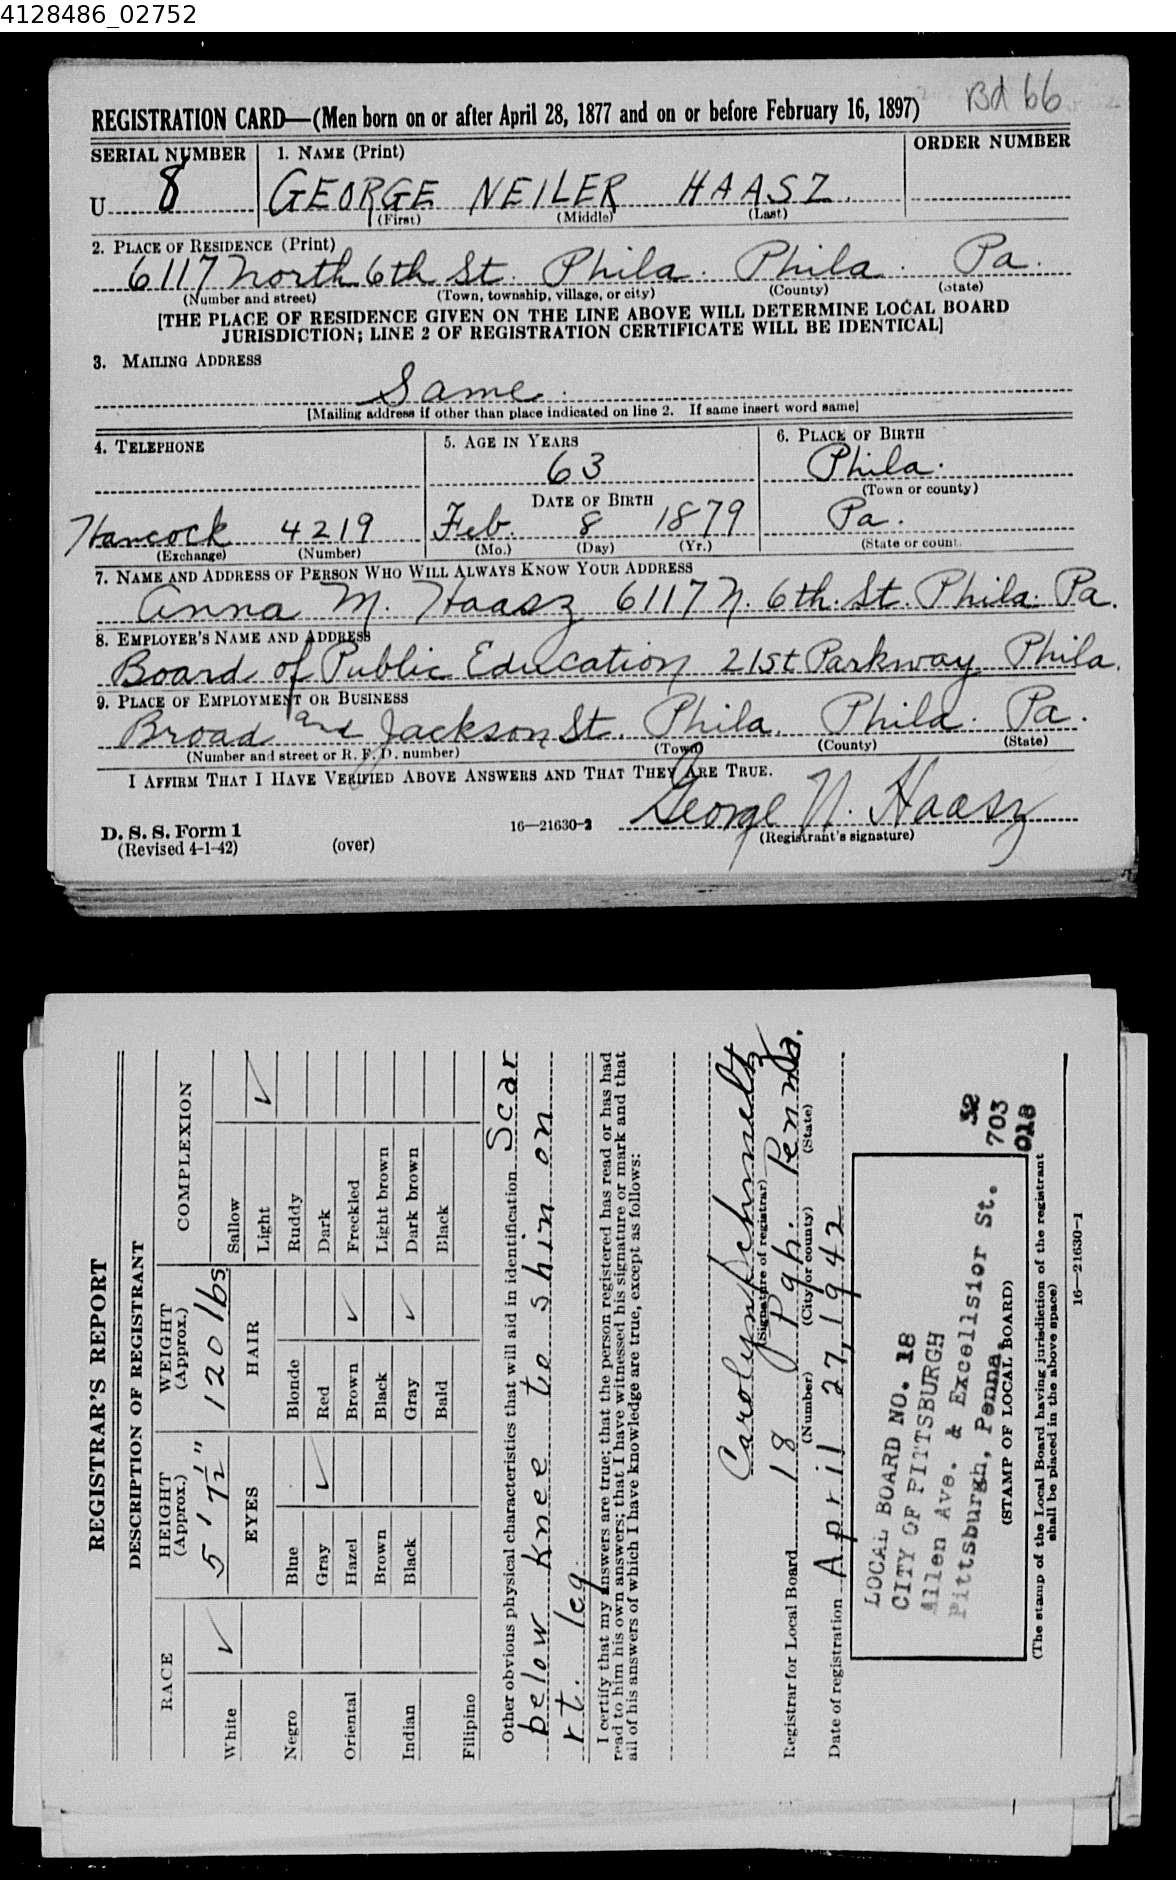 4128486_02752
Bd 66
REGISTRATION CARD—(Men born on or after April 28, 1877 and on or before February 16, 1897)
SERIAL NUMBER 1. NAME (Print) ORDER NUMBER
U 8 GEORGE NEILER HAASZ
(First) (Middle) (Last)
2. PLACE OF RESIDENCE (Print)
6117 North 6th St. Phila. Phila. Pa.
(Number and street) (Town, township, village, or city) (County) (State)
[THE PLACE OF RESIDENCE GIVEN ON THE LINE ABOVE WILL DETERMINE LOCAL BOARD
JURISDICTION; LINE 2 OF REGISTRATION CERTIFICATE WILL BE IDENTICAL]
3. MAILING ADDRESS
Same.
[Mailing address if other than place indicated on line 2. If same insert word same]
4. TELEPHONE 5. AGE IN YEARS 6. PLACE OF BIRTH
63 Phila.
DATE OF BIRTH (Town or county)
Hancock 4219 Feb. 8 1879 Pa.
(Exchange) (Number) (Mo.) (Day) (Yr.) (State or count
7. NAME AND ADDRESS OF PERSON WHO WILL ALWAYS KNOW YOUR ADDRESS
Anna M. Haasz 6117 N. 6th. St. Phila. Pa.
8. EMPLOYER'S NAME AND ADDRESS
Board of Public Education 21st Parkway Phila.
9. PLACE OF EMPLOYMENT OR BUSINESS
Broad and Jackson St. Phila. Phila. Pa.
(Number and street or R. F. D. number) (Town) (County) (State)
I AFFIRM THAT I HAVE VERIFIED ABOVE ANSWERS AND THAT THEY ARE TRUE.
George N. Haasz
D. S. S. Form 1 16—21630-2 (Registrant's signature)
(Revised 4-1-42) (over)
REGISTRAR'S REPORT
DESCRIPTION OF REGISTRANT
RACE HEIGHT (Approx.) WEIGHT (Approx.) COMPLEXION
White ✓ 5' 7½" 120 lbs. Sallow
EYES HAIR Light ✓
Negro Blue Blonde Ruddy
Gray ✓ Red Dark
Oriental Hazel Brown ✓ Freckled
Brown Black Light brown
Indian Black Gray ✓ Dark brown
Bald Black
Filipino
Other obvious physical characteristics that will aid in identification Scar
below knee to shin on
rt. leg.
I certify that my answers are true; that the person registered has read or has had
read to him his own answers; that I have witnessed his signature or mark and that
all of his answers of which I have knowledge are true, except as follows:
Carolyn Schmeltz
(Signature of registrar)
Registrar for Local Board 18 Pgh. Penna.
(Number) (City or county) (State)
Date of registration April 27, 1942
LOCAL BOARD NO. 18
CITY OF PITTSBURGH
Allen Ave. & Excellsior St.
Pittsburgh, Penna.
32
703
018
(STAMP OF LOCAL BOARD)
(The stamp of the Local Board having jurisdiction of the registrant
shall be placed in the above space)
16—21630-1